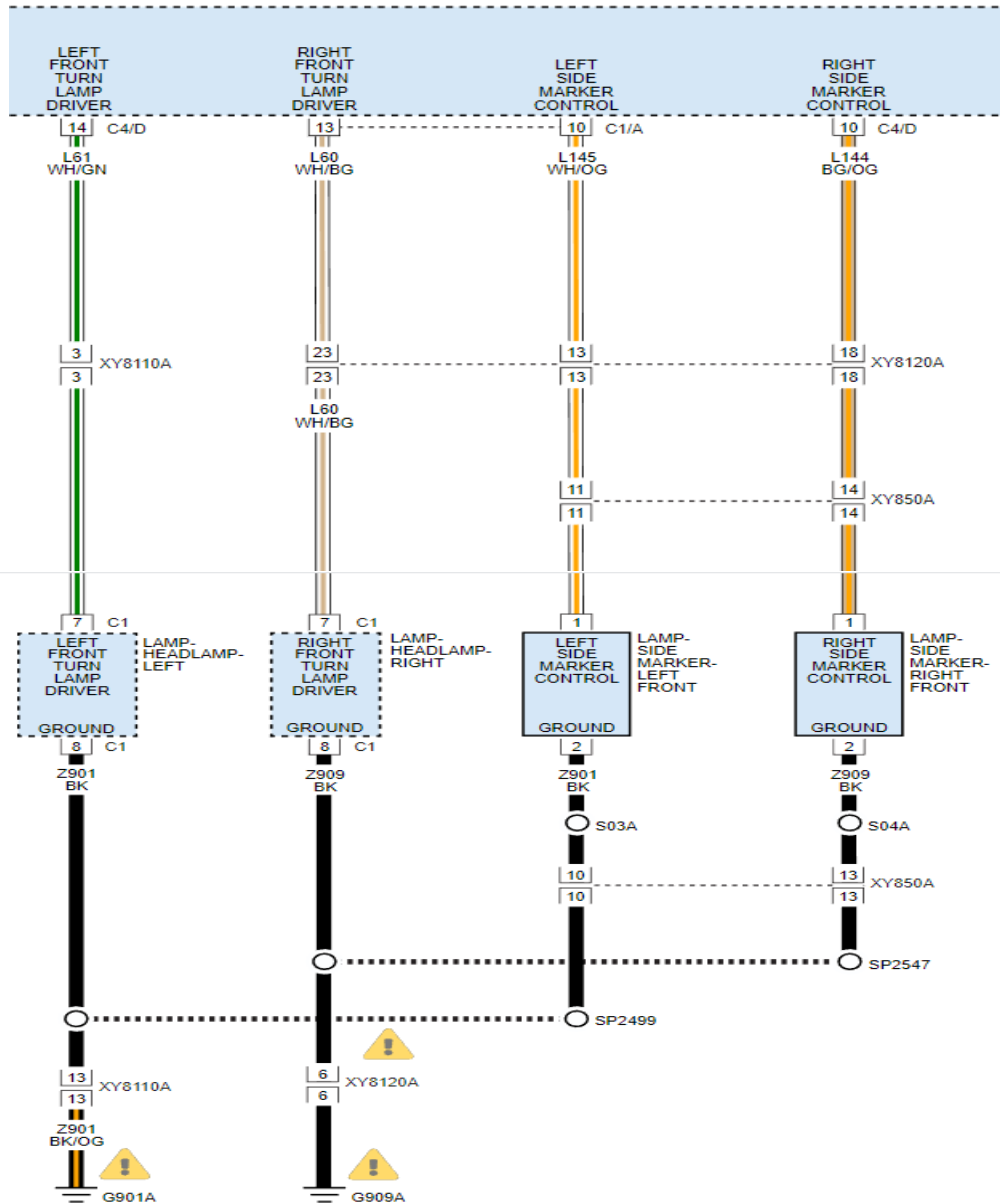 LEFT
FRONT
TURN
LAMP
DRIVER
RIGHT
FRONT
TURN
LAMP
DRIVER
LEFT
SIDE
MARKER
CONTROL
RIGHT
SIDE
MARKER
CONTROL
14 C4/D
13
10 C1/A
10 C4/D
L61
WH/GN
L60
WH/BG
L145
WH/OG
L144
BG/OG
3
3
XY8110A
23
23
13
13
18
18
XY8120A
L60
WH/BG
11
11
14
14
XY850A
7 C1
LEFT
FRONT
TURN
LAMP
DRIVER
GROUND
8 C1
LAMP-
HEADLAMP-
LEFT
7 C1
RIGHT
FRONT
TURN
LAMP
DRIVER
GROUND
8 C1
LAMP-
HEADLAMP-
RIGHT
1
LEFT
SIDE
MARKER
CONTROL
GROUND
2
LAMP-
SIDE
MARKER-
LEFT
FRONT
1
RIGHT
SIDE
MARKER
CONTROL
GROUND
2
LAMP-
SIDE
MARKER-
RIGHT
FRONT
Z901
BK
Z909
BK
Z901
BK
Z909
BK
S03A
S04A
10
10
13
13
XY850A
SP2547
SP2499
13
13
XY8110A
6
6
XY8120A
Z901
BK/OG
G901A
G909A